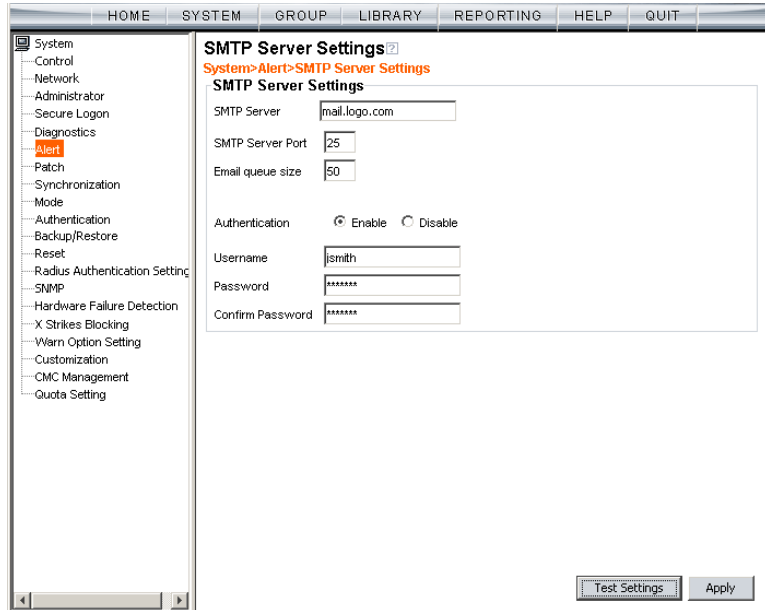 HOME SYSTEM GROUP LIBRARY REPORTING HELP QUIT
System
Control
Network
Administrator
Secure Logon
Diagnostics
Alert
Patch
Synchronization
Mode
Authentication
Backup/Restore
Reset
Radius Authentication Setting
SNMP
Hardware Failure Detection
X Strikes Blocking
Warn Option Setting
Customization
CMC Management
Quota Setting
SMTP Server Settings ?
System>Alert>SMTP Server Settings
SMTP Server Settings
SMTP Server mail.logo.com
SMTP Server Port 25
Email queue size 50
Authentication Enable Disable
Username jsmith
Password *******
Confirm Password *******
Test Settings Apply